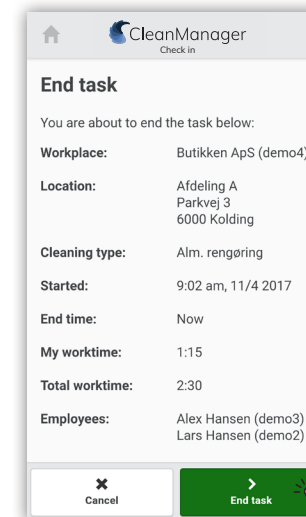 CleanManager
Check in
End task
You are about to end the task below:
Workplace: Butikken ApS (demo4)
Location: Afdeling A
Parkvej 3
6000 Kolding
Cleaning type: Alm. rengøring
Started: 9:02 am, 11/4 2017
End time: Now
My worktime: 1:15
Total worktime: 2:30
Employees: Alex Hansen (demo3)
Lars Hansen (demo2)
Cancel
End task